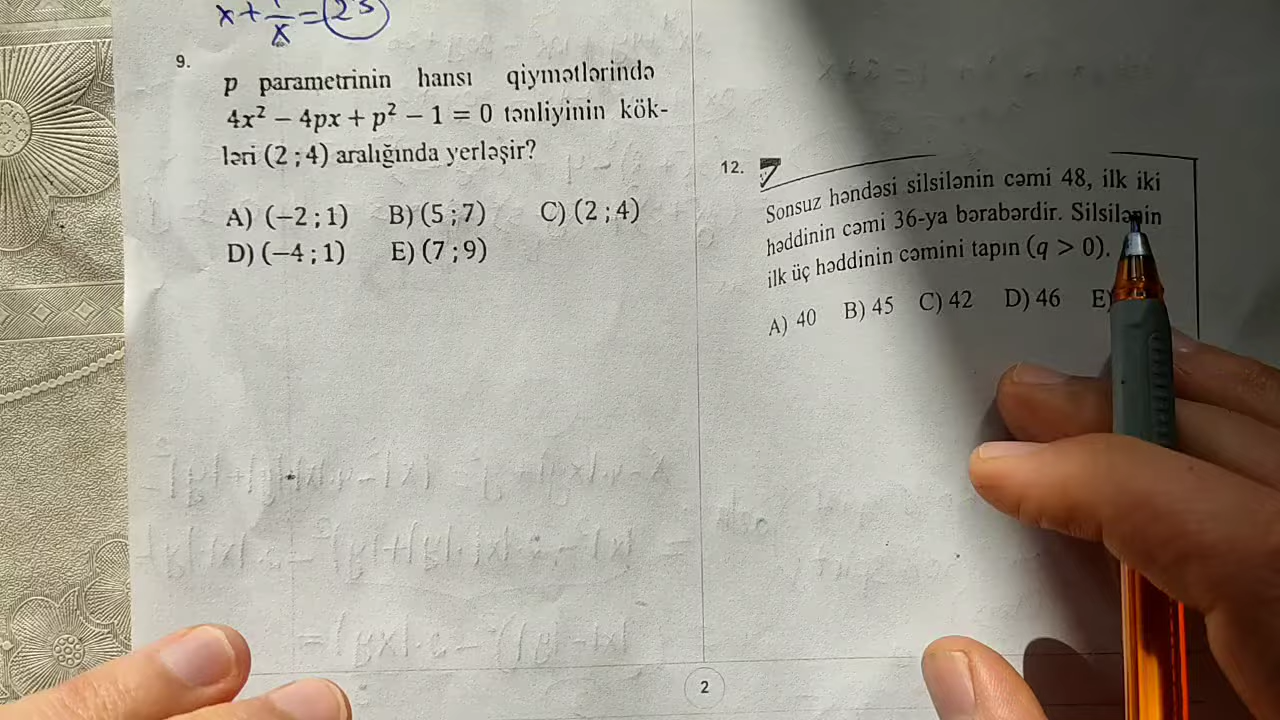 x + 1/x = 23
9.
p parametrinin hansı qiymətlərində
4x² − 4px + p² − 1 = 0 tənliyinin kök-
ləri (2 ; 4) aralığında yerləşir?
A) (−2 ; 1) B) (5 ; 7) C) (2 ; 4)
D) (−4 ; 1) E) (7 ; 9)
12.
Sonsuz həndəsi silsilənin cəmi 48, ilk iki
həddinin cəmi 36-ya bərabərdir. Silsilənin
ilk üç həddinin cəmini tapın (q > 0).
A) 40 B) 45 C) 42 D) 46 E)
2